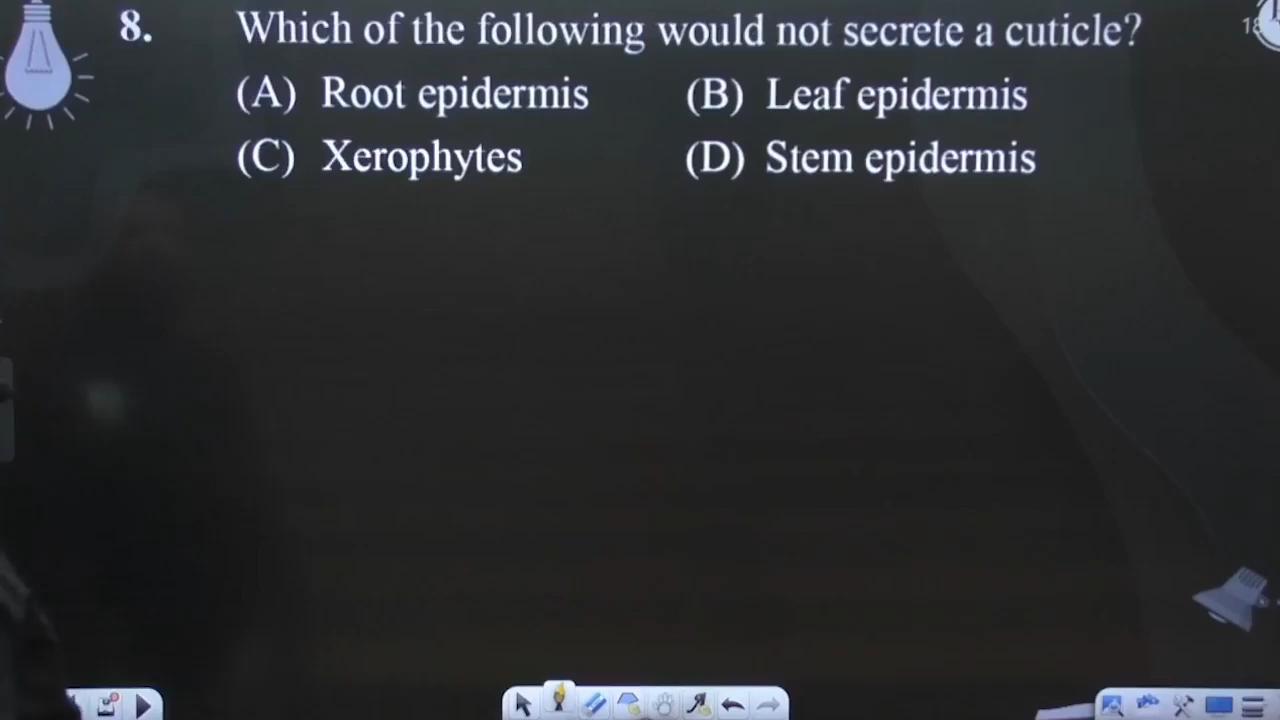 8. Which of the following would not secrete a cuticle?
(A) Root epidermis (B) Leaf epidermis
(C) Xerophytes (D) Stem epidermis